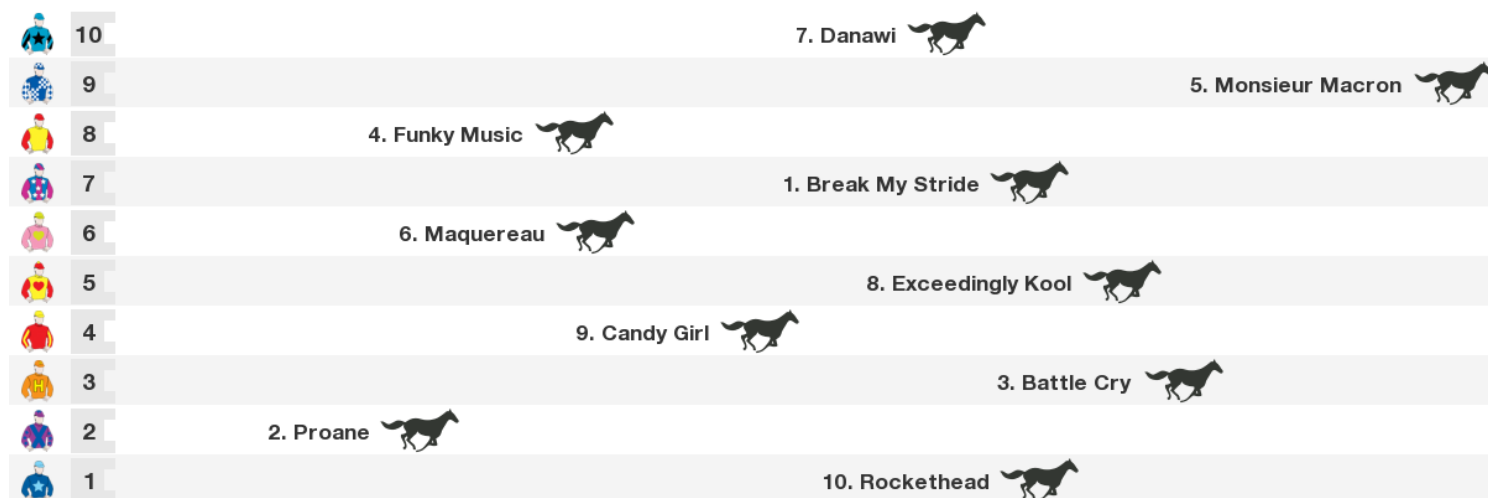 10 7. Danawi
9 5. Monsieur Macron
8 4. Funky Music
7 1. Break My Stride
6 6. Maquereau
5 8. Exceedingly Kool
4 9. Candy Girl
3 H 3. Battle Cry
2 2. Proane
1 10. Rockethead